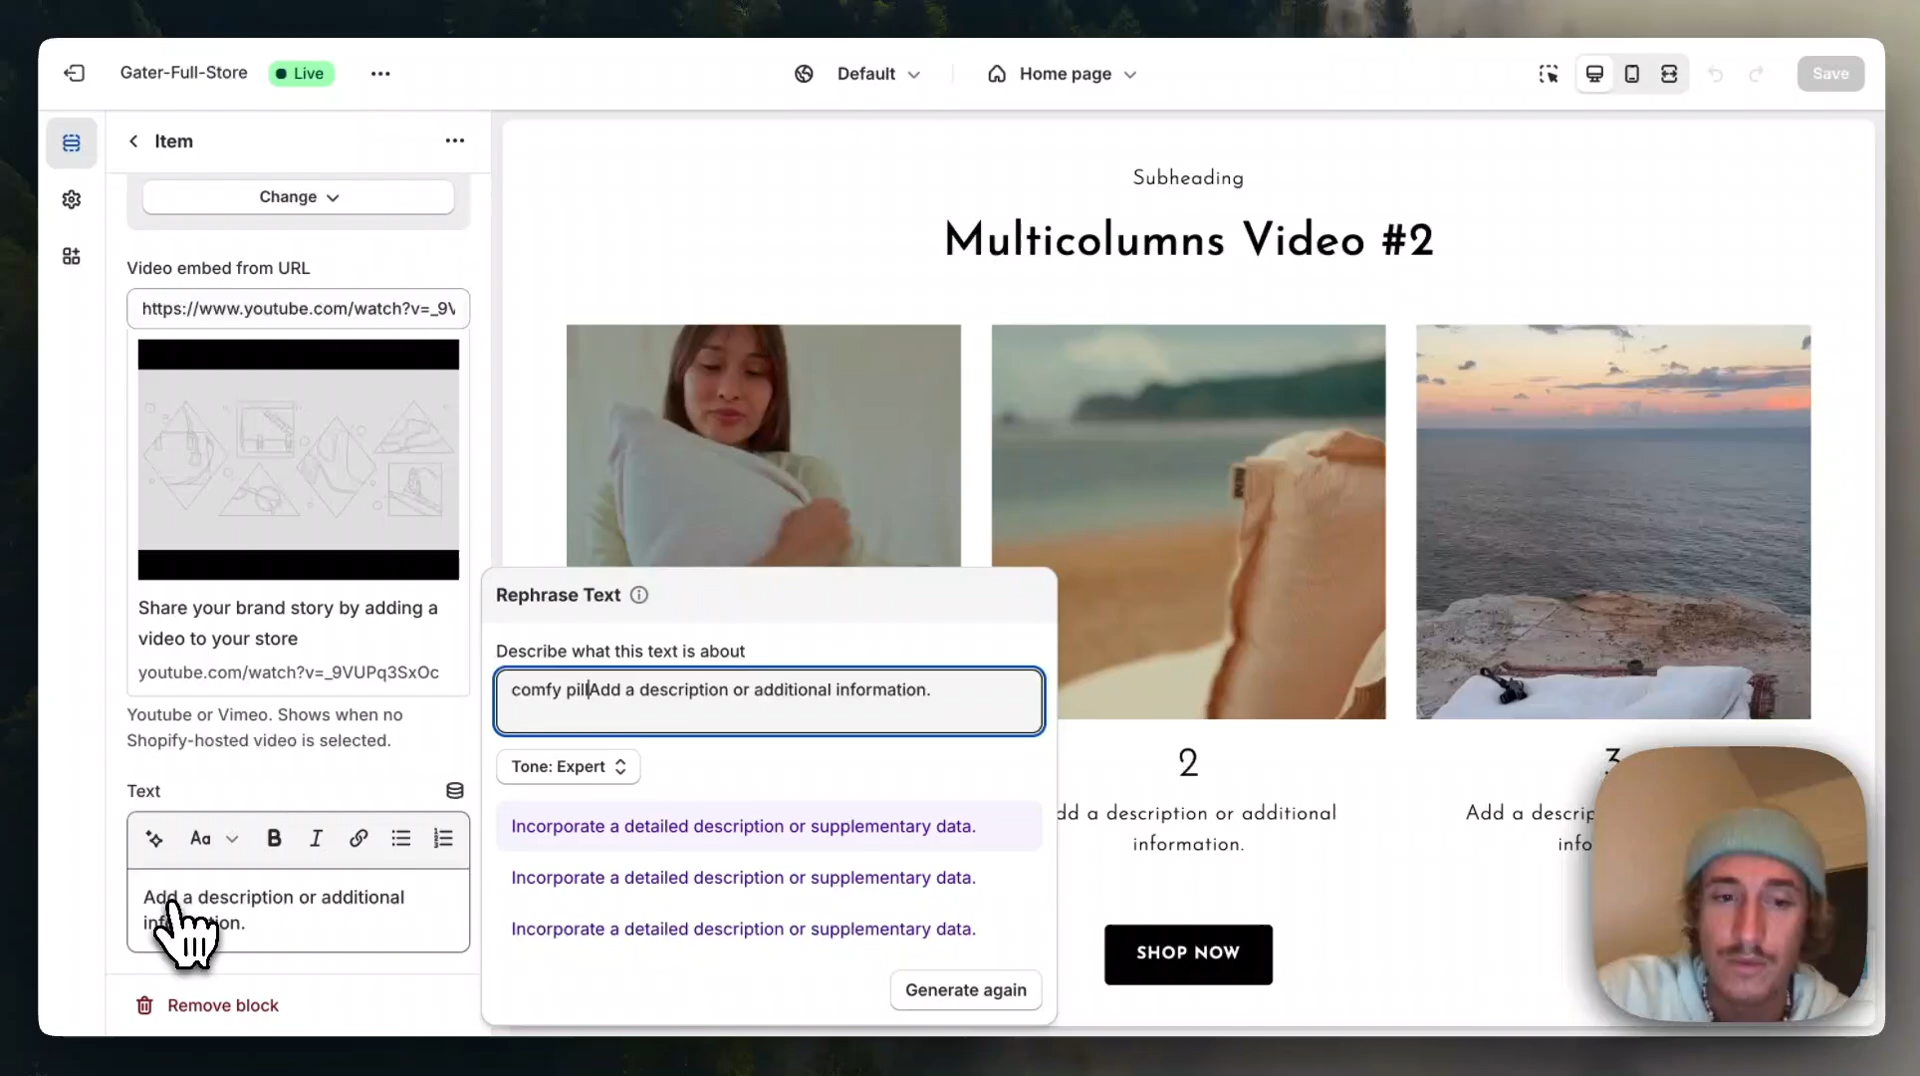 Gater-Full-Store
Live
Default
Home page
Save
Item
Change
Video embed from URL
https://www.youtube.com/watch?v=_9V
Share your brand story by adding a
video to your store
youtube.com/watch?v=_9VUPq3SxOc
Youtube or Vimeo. Shows when no
Shopify-hosted video is selected.
Text
Aa
B
I
Add a description or additional
Remove block
Subheading
Multicolumns Video #2
Rephrase Text
Describe what this text is about
comfy pillAdd a description or additional information.
Tone: Expert
Incorporate a detailed description or supplementary data.
Incorporate a detailed description or supplementary data.
Incorporate a detailed description or supplementary data.
Generate again
2
dd a description or additional
information.
SHOP NOW
3
Add a descrip
info